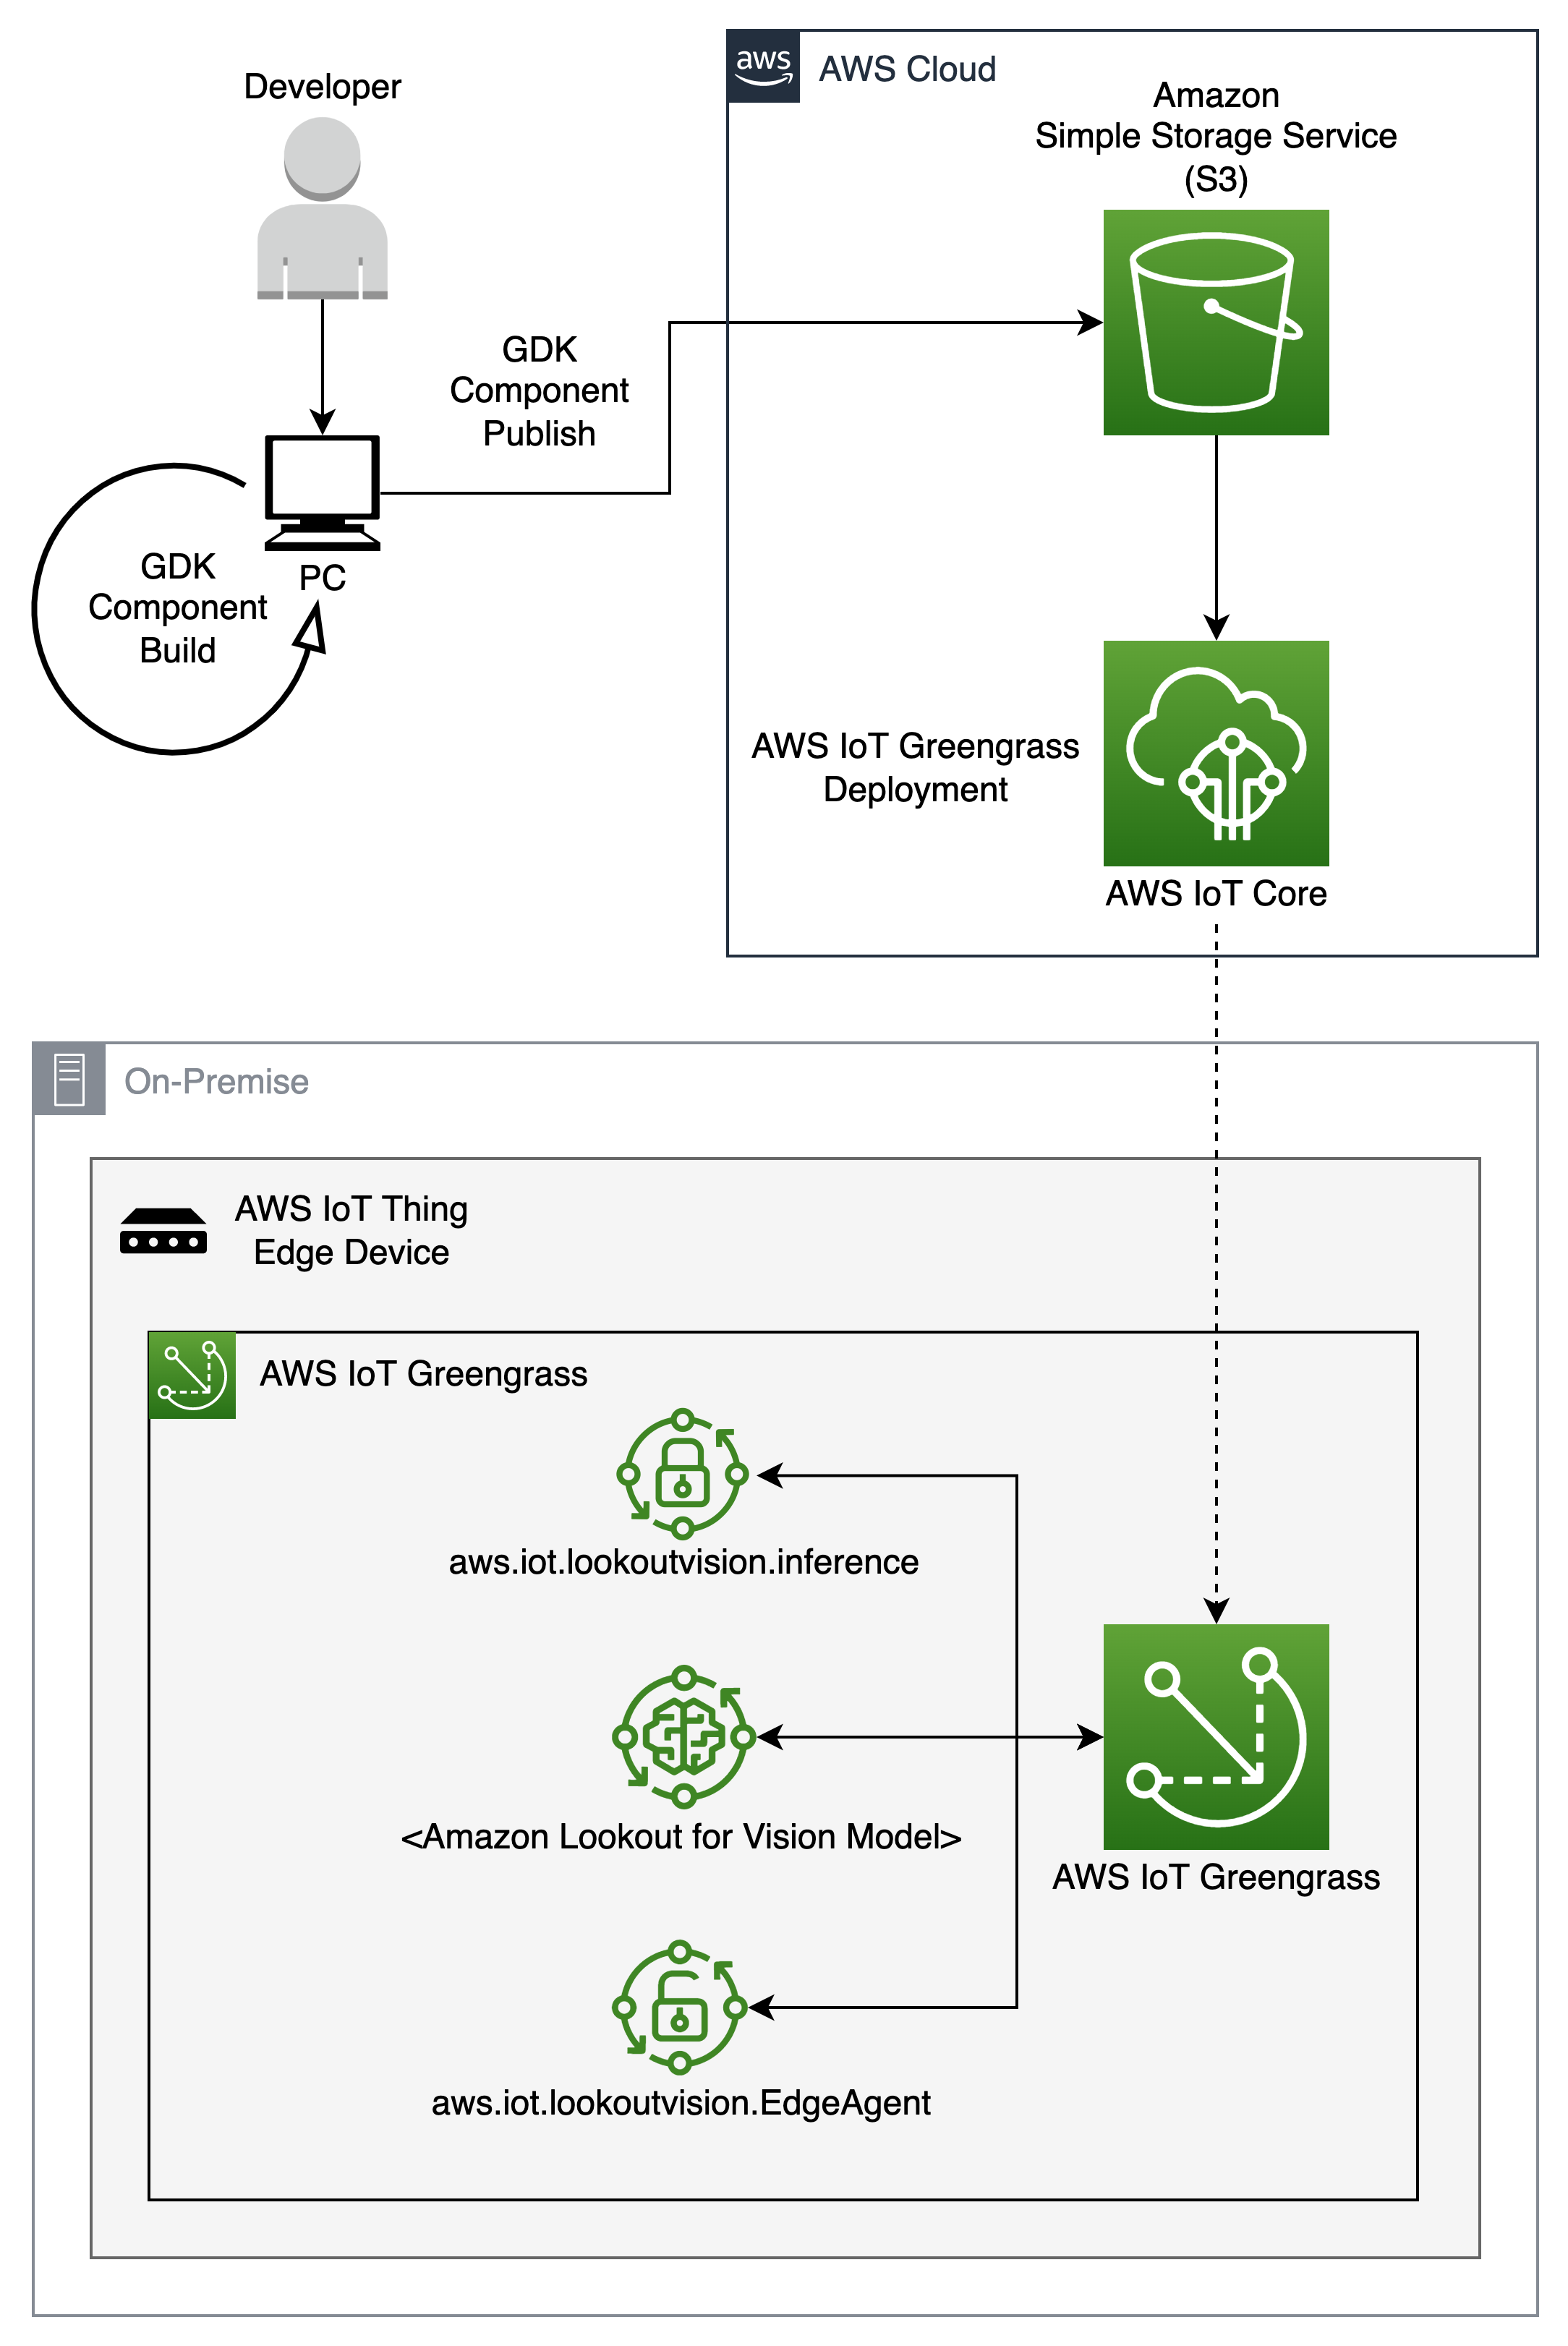 Developer
aws
AWS Cloud
Amazon
Simple Storage Service
(S3)
GDK
Component
Publish
PC
GDK
Component
Build
AWS IoT Greengrass
Deployment
AWS IoT Core
On-Premise
AWS IoT Thing
Edge Device
AWS IoT Greengrass
aws.iot.lookoutvision.inference
<Amazon Lookout for Vision Model>
AWS IoT Greengrass
aws.iot.lookoutvision.EdgeAgent